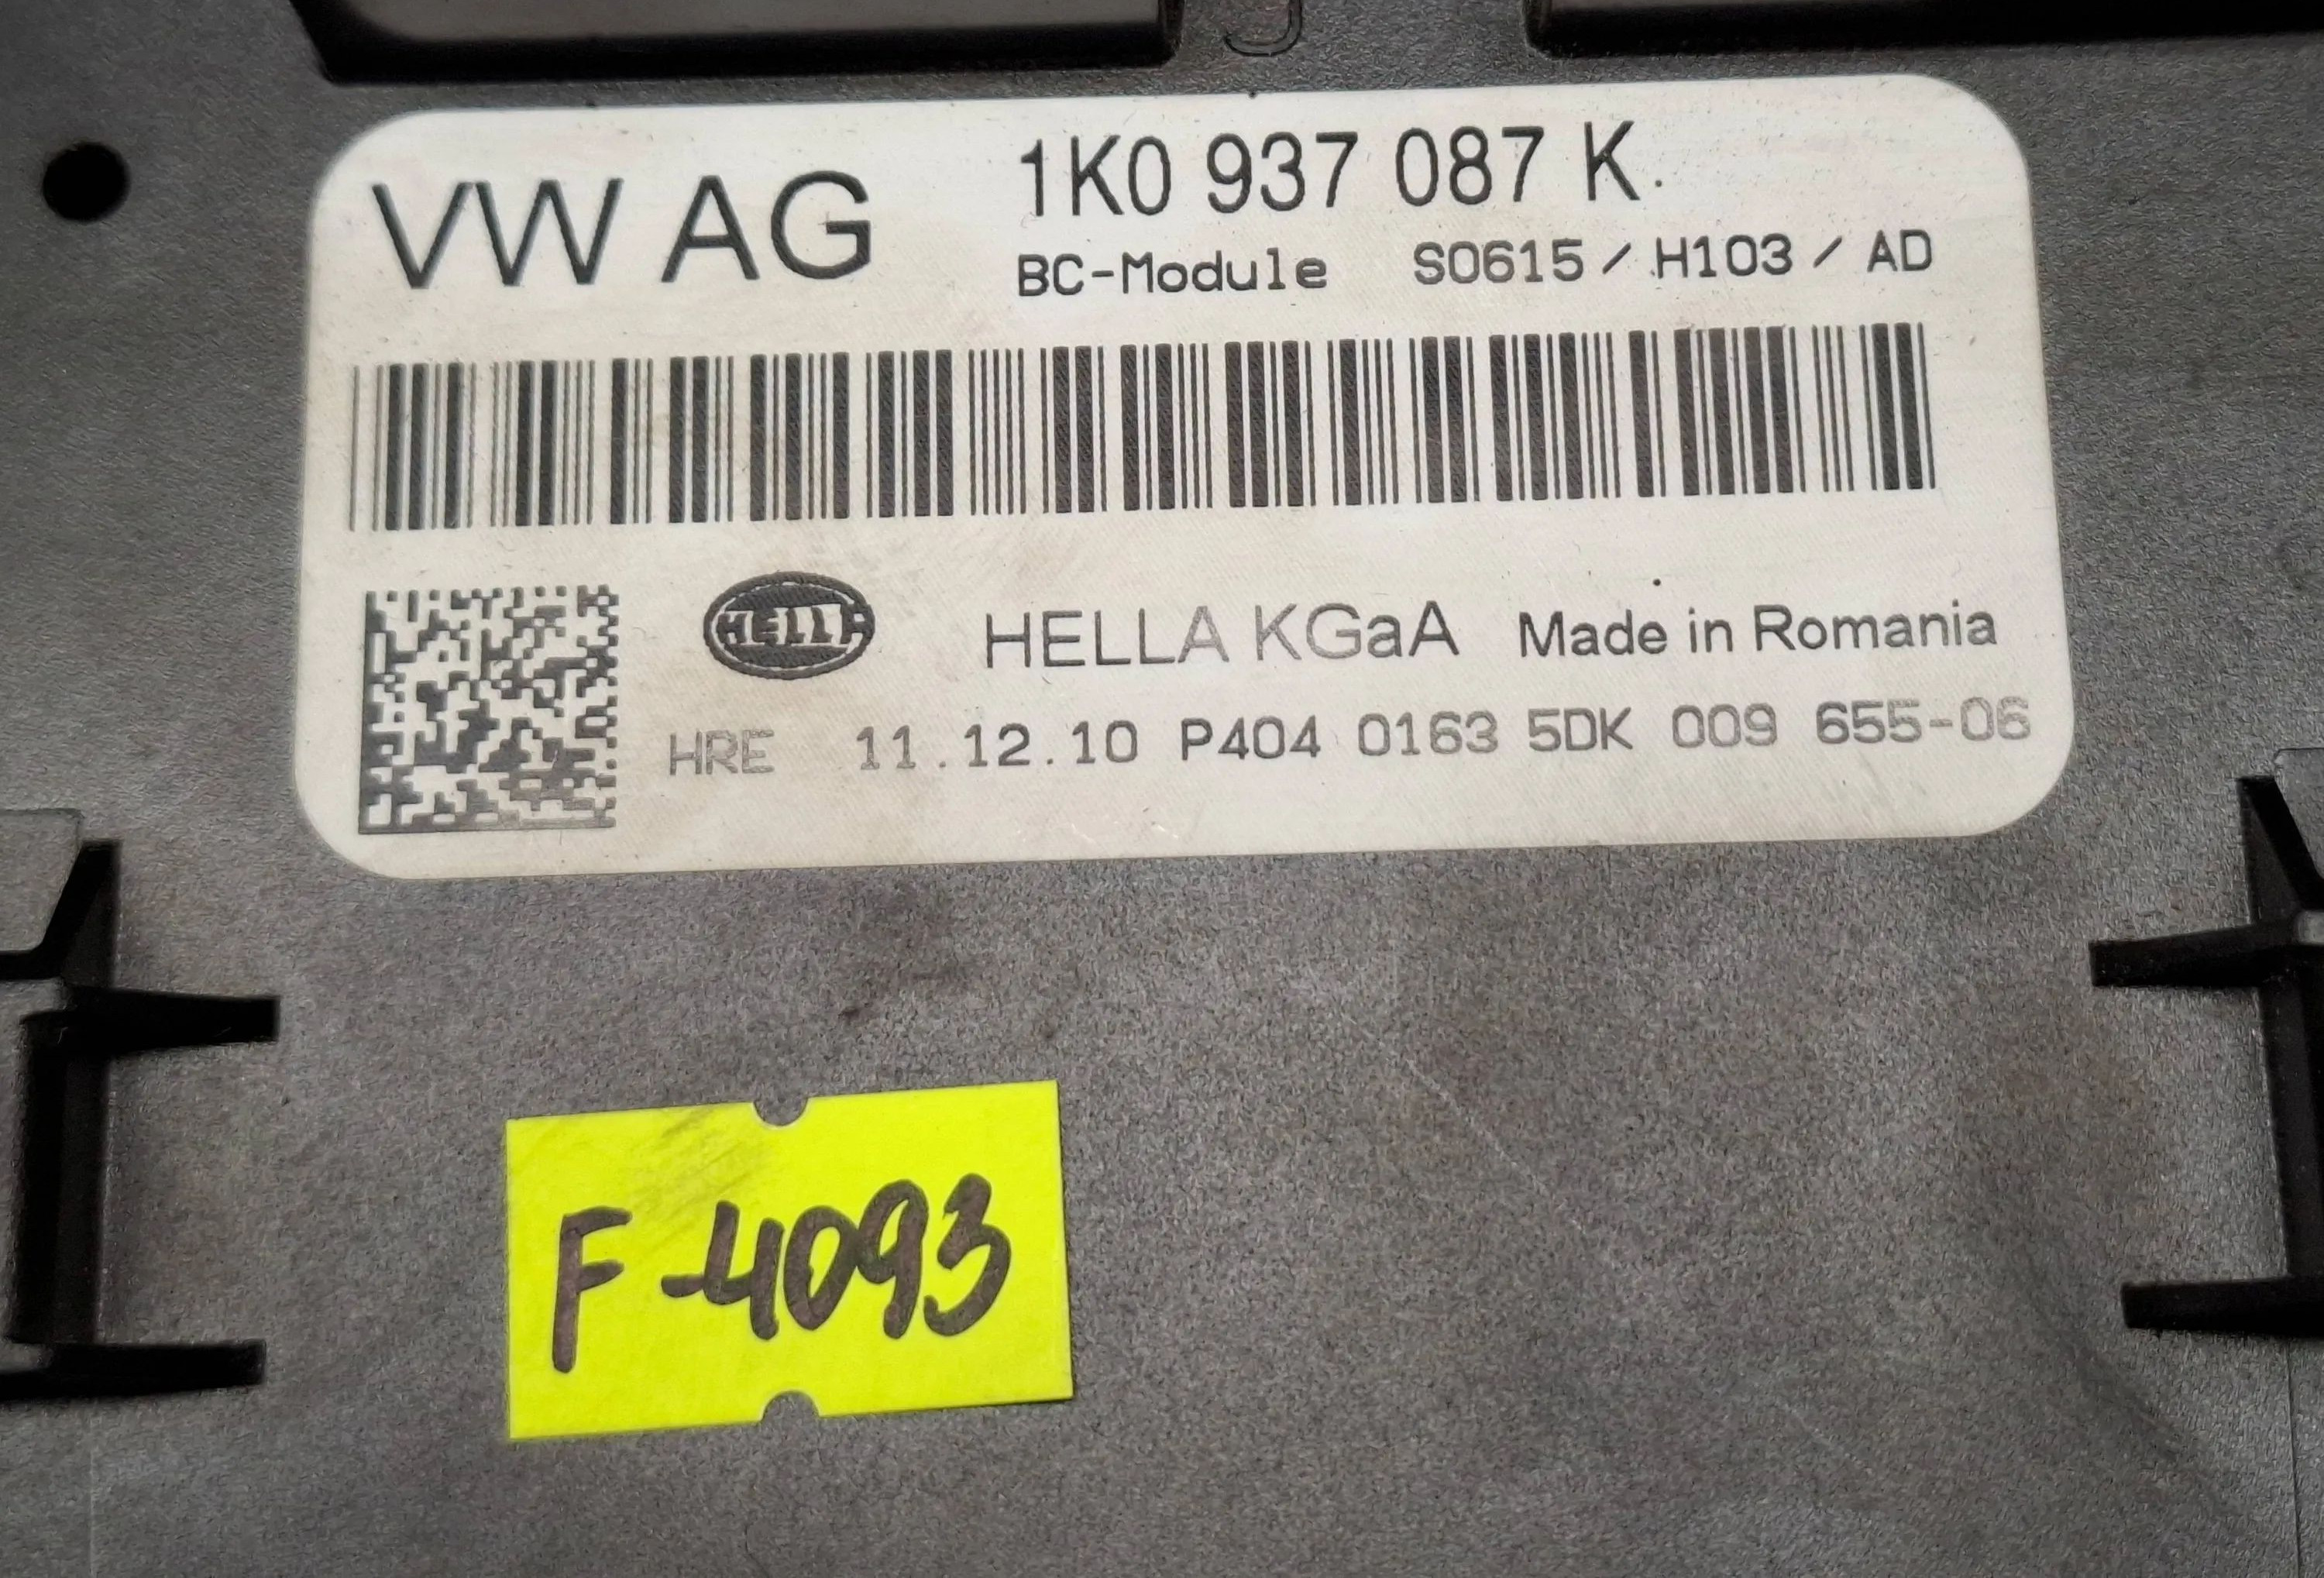 VW AG 1K0 937 087 K
BC-Module S0615 / H103 / AD
HELLA HELLA KGaA Made in Romania
HRE 11.12.10 P404 0163 5DK 009 655-06
F-4093